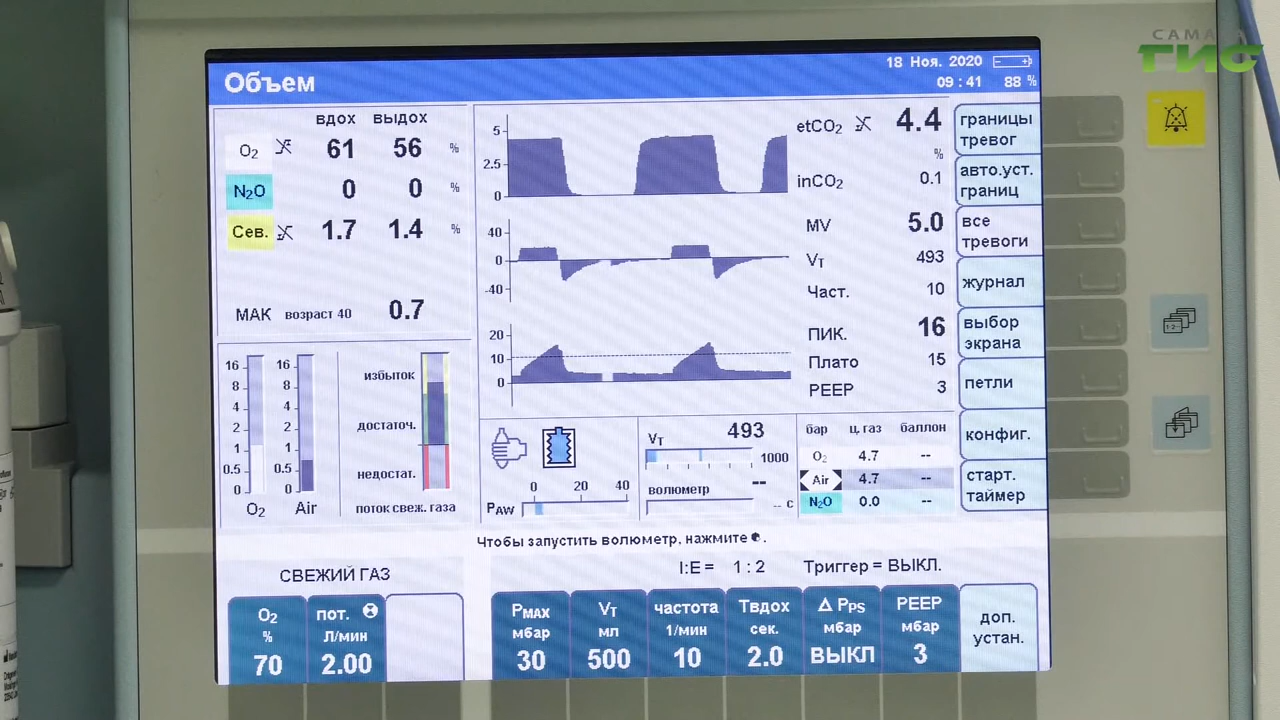 САМАРА
ТИС
Объем
18 Ноя. 2020
09 : 41 88 %
вдох выдох
O₂ 61 56 %
N₂O 0 0 %
Сев. 1.7 1.4 %
МАК возраст 40 0.7
5
2.5
0
etCO₂ 4.4
%
inCO₂ 0.1
40
0
-40
MV 5.0
VT 493
Част. 10
20
10
0
ПИК. 16
Плато 15
PEEP 3
границы
тревог
авто.уст.
границ
все
тревоги
журнал
выбор
экрана
петли
конфиг.
старт.
таймер
16 16
8 8
4 4
2 2
1 1
0.5 0.5
0 0
O₂ Air
избыток
достаточ.
недостат.
поток свеж. газа
0 20 40
PAW
VT 493
1000
волюметр --
-- с
бар ц. газ баллон
O₂ 4.7 --
Air 4.7 --
N₂O 0.0 --
Чтобы запустить волюметр, нажмите .
I:E = 1 : 2 Триггер = ВЫКЛ.
СВЕЖИЙ ГАЗ
O₂
%
70
пот.
Л/мин
2.00
PMAX
мбар
30
VT
мл
500
частота
1/мин
10
Tвдох
сек.
2.0
Δ PPS
мбар
ВЫКЛ
PEEP
мбар
3
доп.
устан.